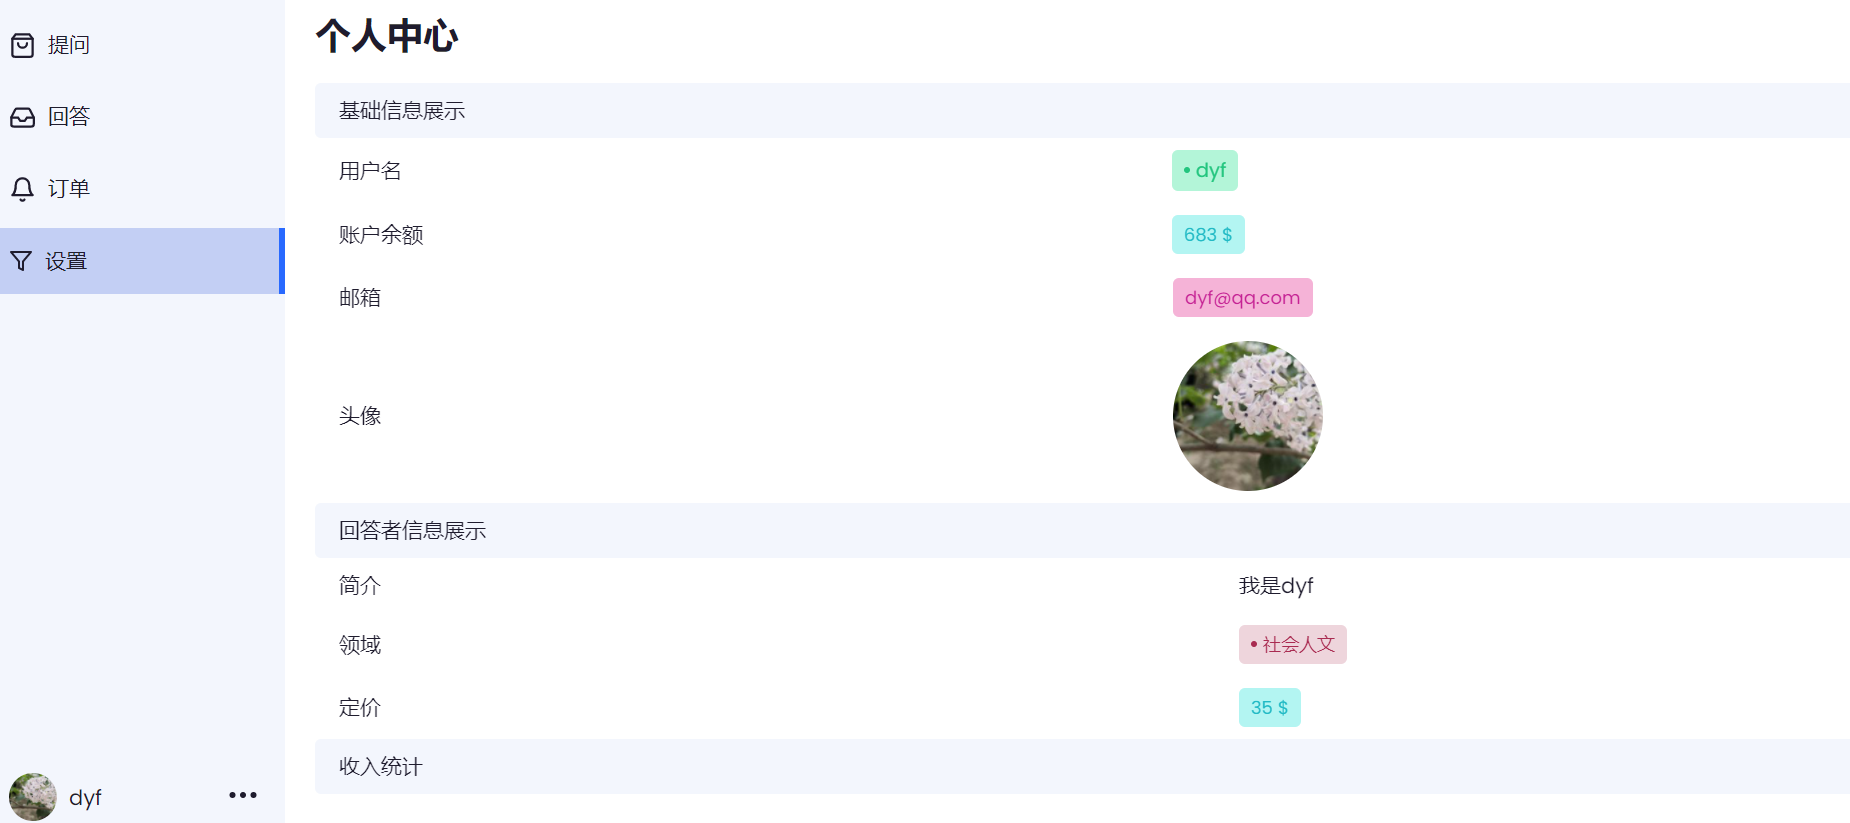 提问
回答
订单
设置
dyf
个人中心
基础信息展示
用户名 • dyf
账户余额 683 $
邮箱 dyf@qq.com
头像
回答者信息展示
简介 我是dyf
领域 • 社会人文
定价 35 $
收入统计